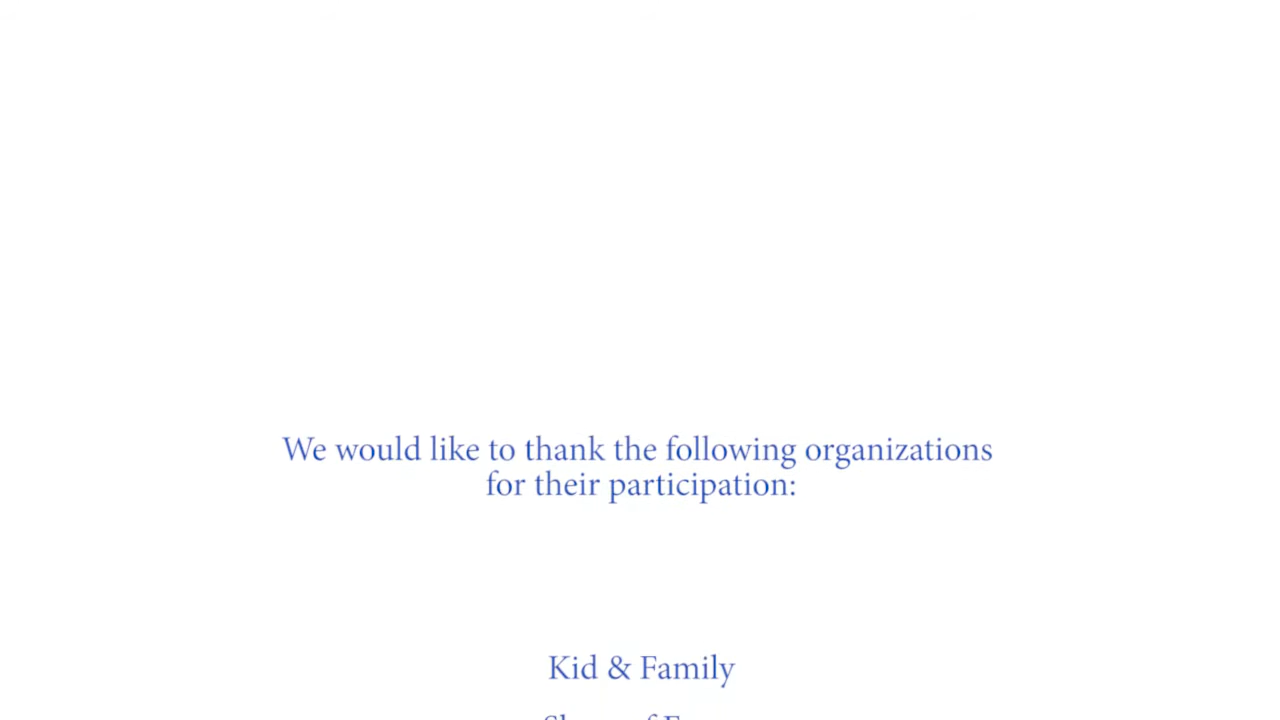 We would like to thank the following organizations
for their participation:
Kid & Family